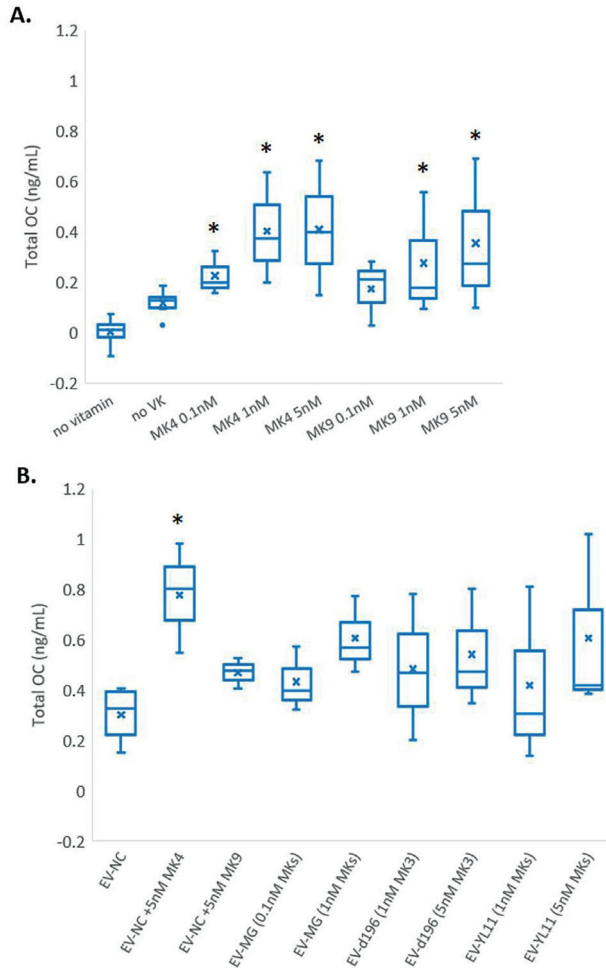 A.
1.2
1
0.8
0.6
0.4
0.2
0
-0.2
Total OC (ng/mL)
*
*
*
*
*
no vitamin
no VK
MK4 0.1nM
MK4 1nM
MK4 5nM
MK9 0.1nM
MK9 1nM
MK9 5nM
B.
1.2
1
0.8
0.6
0.4
0.2
0
-0.2
Total OC (ng/mL)
*
EV-NC
EV-NC +5nM MK4
EV-NC +5nM MK9
EV-MG (0.1nM MKs)
EV-MG (1nM MKs)
EV-d196 (1nM MK3)
EV-d196 (5nM MK3)
EV-YL11 (1nM MKs)
EV-YL11 (5nM MKs)